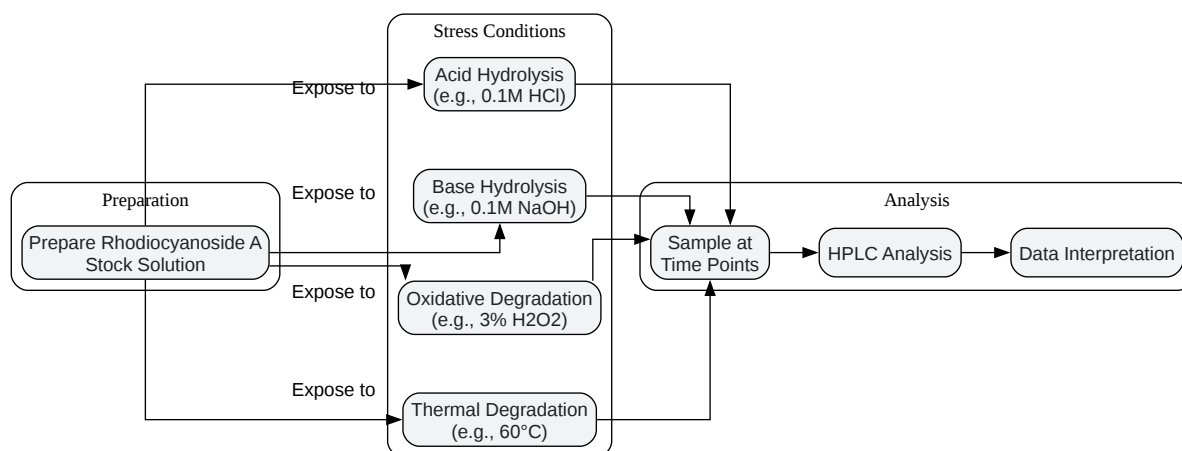 Stress Conditions
Expose to
Acid Hydrolysis
(e.g., 0.1M HCl)
Expose to
Base Hydrolysis
(e.g., 0.1M NaOH)
Preparation
Prepare Rhodiocyanoside A
Stock Solution
Expose to
Oxidative Degradation
(e.g., 3% H2O2)
Expose to
Thermal Degradation
(e.g., 60°C)
Analysis
Sample at
Time Points
HPLC Analysis
Data Interpretation